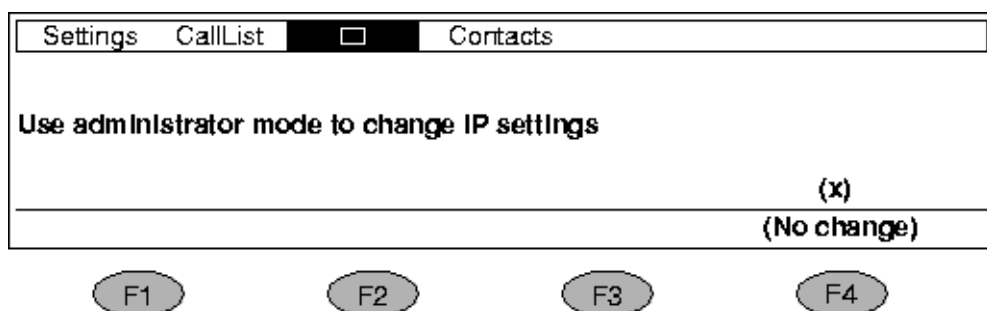 Settings CallList Contacts
Use administrator mode to change IP settings
(x)
(No change)
F1 F2 F3 F4